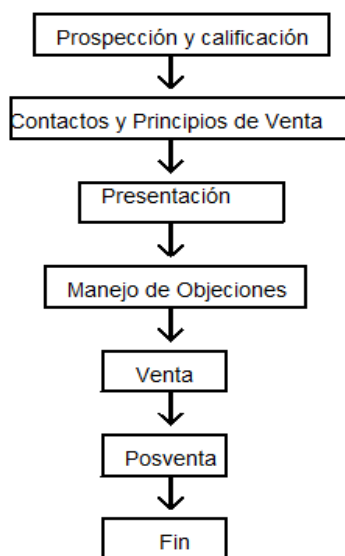 Prospección y calificación
Contactos y Principios de Venta
Presentación
Manejo de Objeciones
Venta
Posventa
Fin